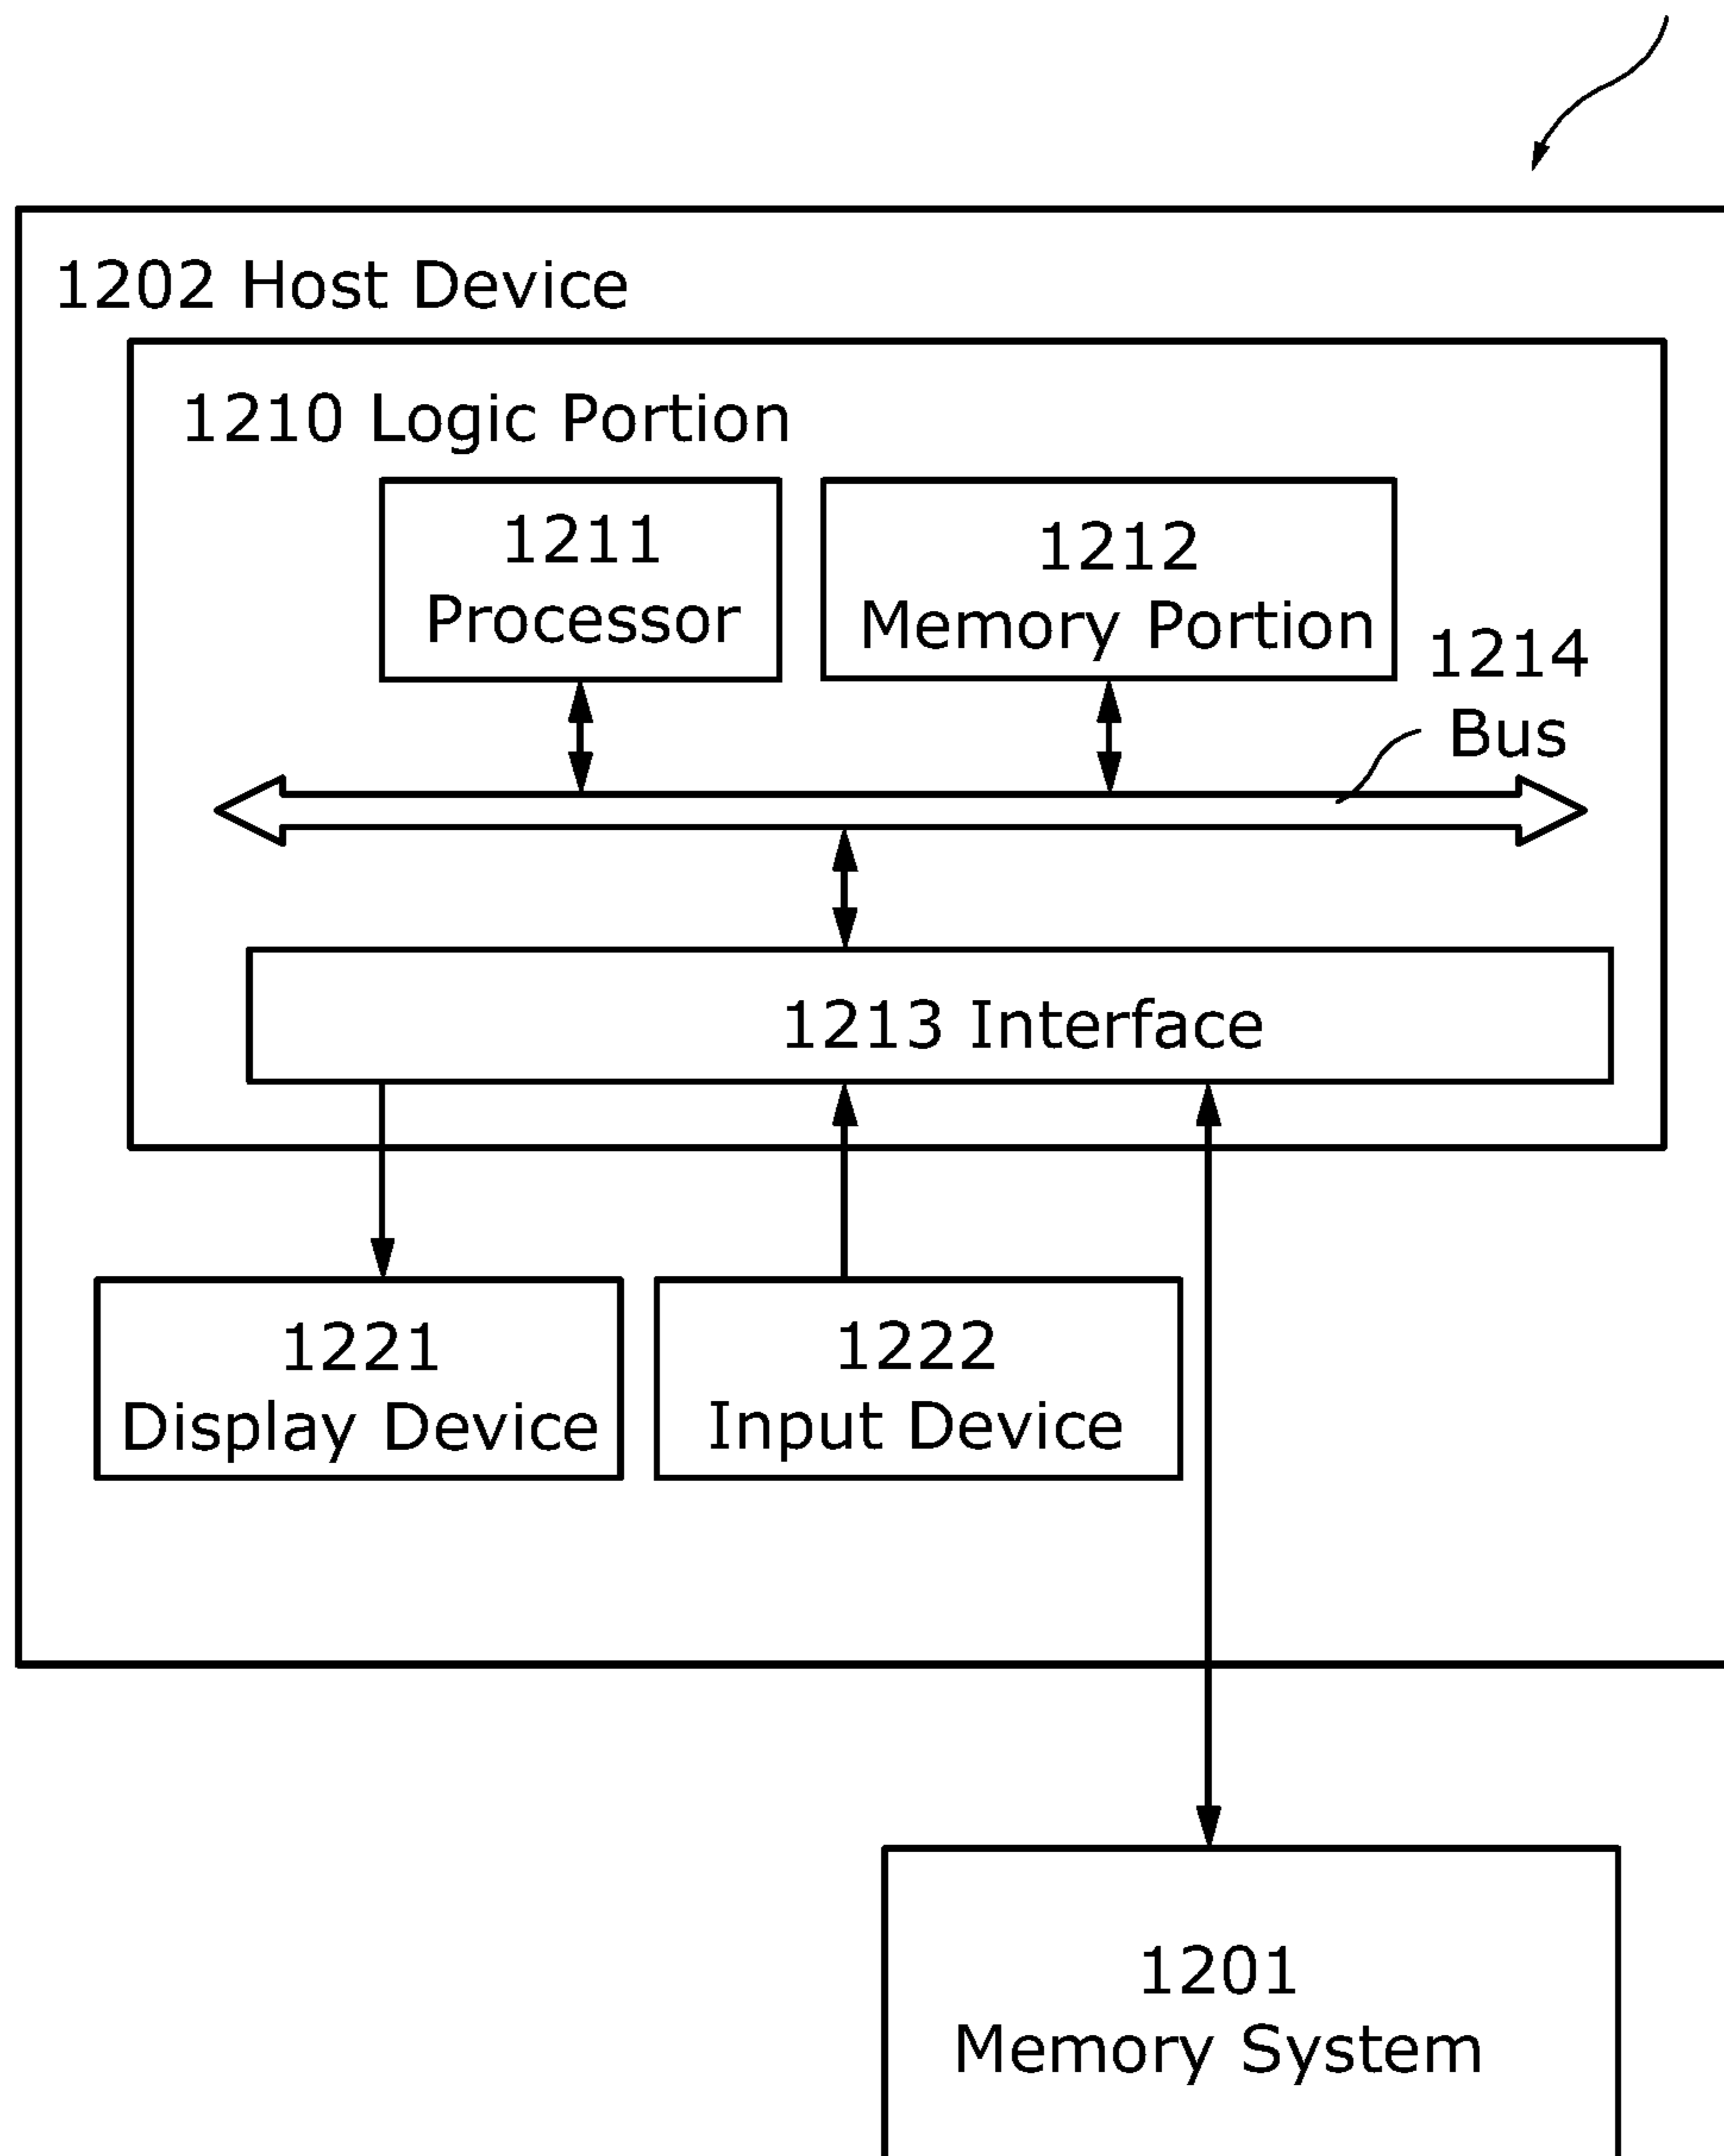 1202 Host Device
1210 Logic Portion
1211
Processor
1212
Memory Portion
1214
Bus
1213 Interface
1221
Display Device
1222
Input Device
1201
Memory System